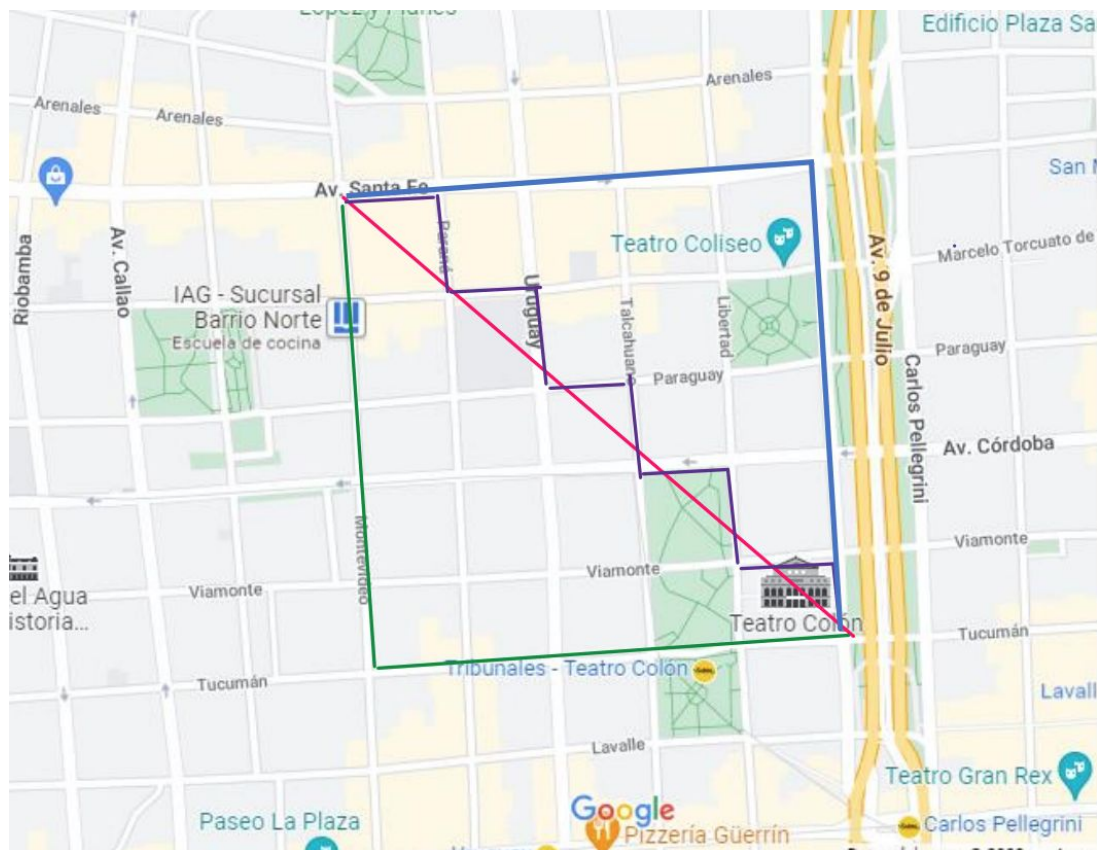 López y Planes
Edificio Plaza Sa
Arenales
Arenales
Arenales
Av. Santa Fe
San M
Teatro Coliseo
Marcelo Torcuato de
Paraná
Riobamba
Av. Callao
Uruguay
Talcahuano
Libertad
Av. 9 de Julio
IAG - Sucursal
Barrio Norte
Escuela de cocina
Paraguay
Paraguay
Carlos Pellegrini
Av. Córdoba
Montevideo
Viamonte
Viamonte
Viamonte
el Agua
istoria...
Teatro Colón
Tucumán
Tribunales - Teatro Colón
Tucumán
Lavall
Lavalle
Teatro Gran Rex
Google
Paseo La Plaza
Pizzería Güerrín
Carlos Pellegrini